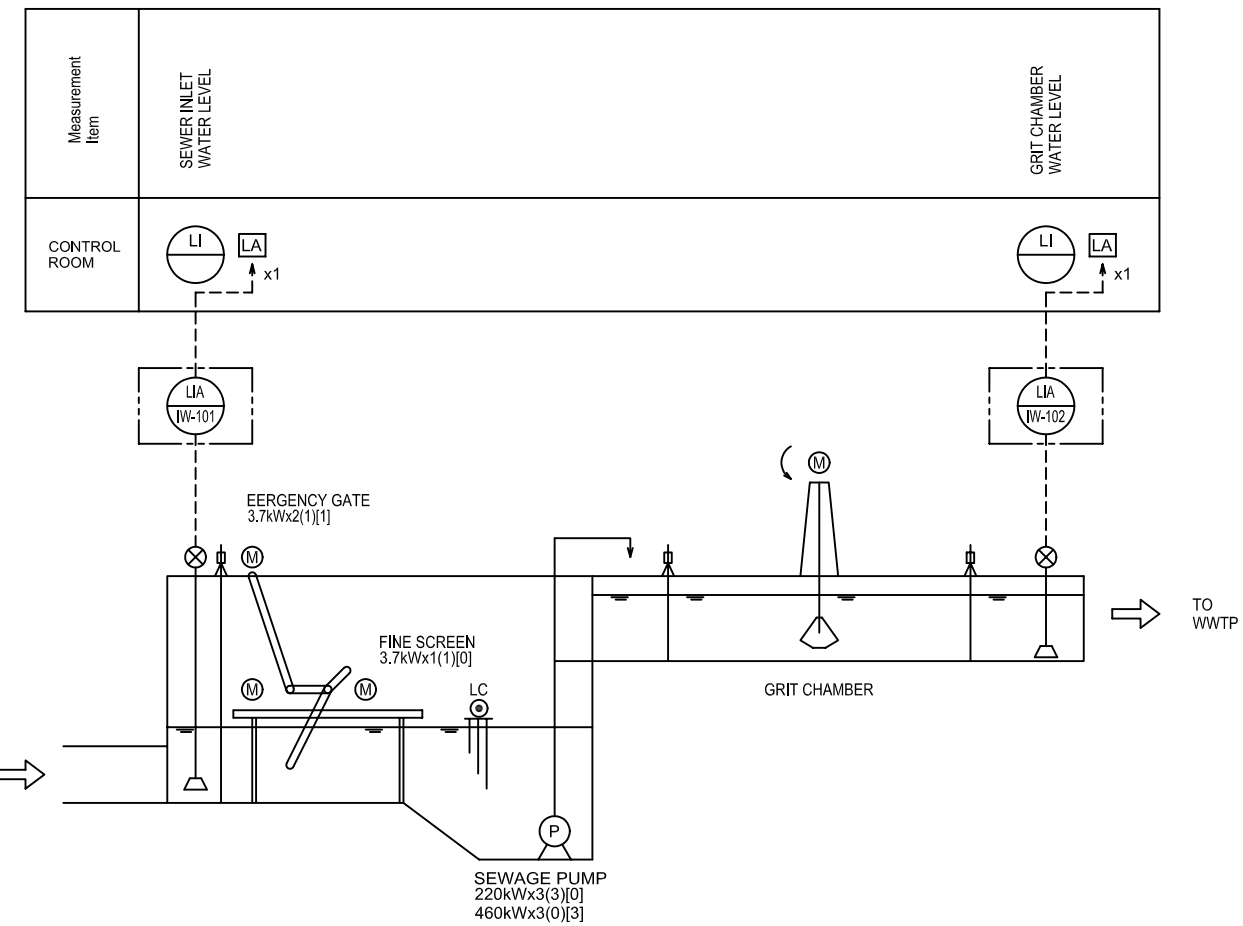 Measurement
Item
SEWER INLET
WATER LEVEL
GRIT CHAMBER
WATER LEVEL
CONTROL
ROOM
LI
LA
x1
LI
LA
x1
LIA
IW-101
LIA
IW-102
M
EERGENCY GATE
3.7kWx2(1)[1]
M
FINE SCREEN
3.7kWx1(1)[0]
M
M
LC
GRIT CHAMBER
TO
WWTP
P
SEWAGE PUMP
220kWx3(3)[0]
460kWx3(0)[3]